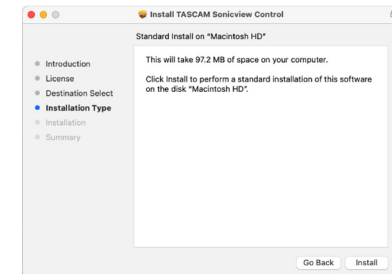 Install TASCAM Sonicview Control
Standard Install on "Macintosh HD"
Introduction
License
Destination Select
Installation Type
Installation
Summary
This will take 97.2 MB of space on your computer.
Click Install to perform a standard installation of this software
on the disk "Macintosh HD".
Go Back
Install